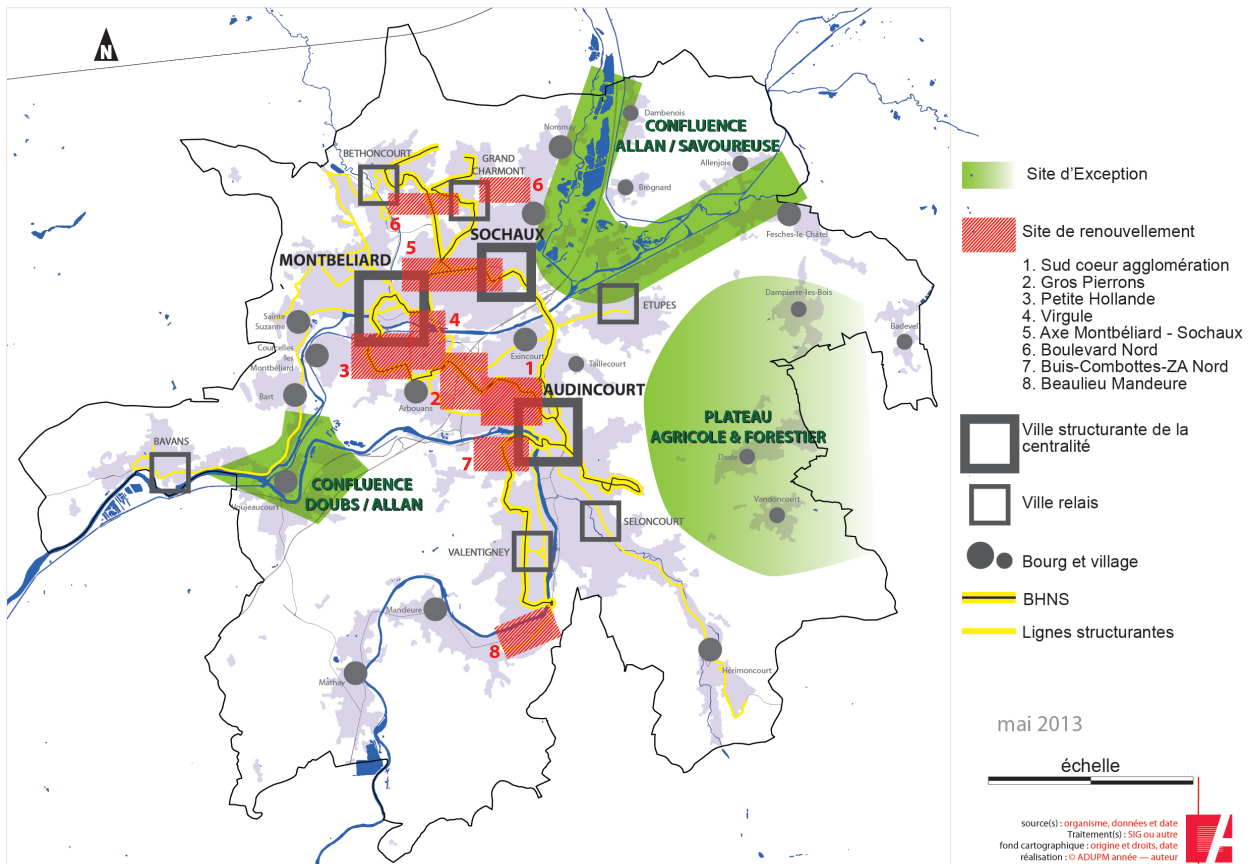 N
Dambenois
Nommay
CONFLUENCE
ALLAN / SAVOUREUSE
BETHONCOURT
GRAND
CHARMONT
Allenjoie
Brognard
6
6
Fesches-le-Châtel
SOCHAUX
5
MONTBELIARD
ETUPES
Dampierre-les-Bois
Sainte
Suzanne
4
Badevel
Courcelles
les
Montbéliard
Exincourt
Taillecourt
3
1
Bart
Arbouans
2
AUDINCOURT
PLATEAU
AGRICOLE & FORESTIER
BAVANS
7
Dasle
CONFLUENCE
DOUBS / ALLAN
Voujeaucourt
Vandoncourt
SELONCOURT
VALENTIGNEY
Mandeure
8
Hérimoncourt
Mathay
Site d'Exception
Site de renouvellement
1. Sud coeur agglomération
2. Gros Pierrons
3. Petite Hollande
4. Virgule
5. Axe Montbéliard - Sochaux
6. Boulevard Nord
7. Buis-Combottes-ZA Nord
8. Beaulieu Mandeure
Ville structurante de la
centralité
Ville relais
Bourg et village
BHNS
Lignes structurantes
mai 2013
échelle
source(s) : organisme, données et date
Traitement(s) : SIG ou autre
fond cartographique : origine et droits, date
réalisation : © ADUPM année — auteur